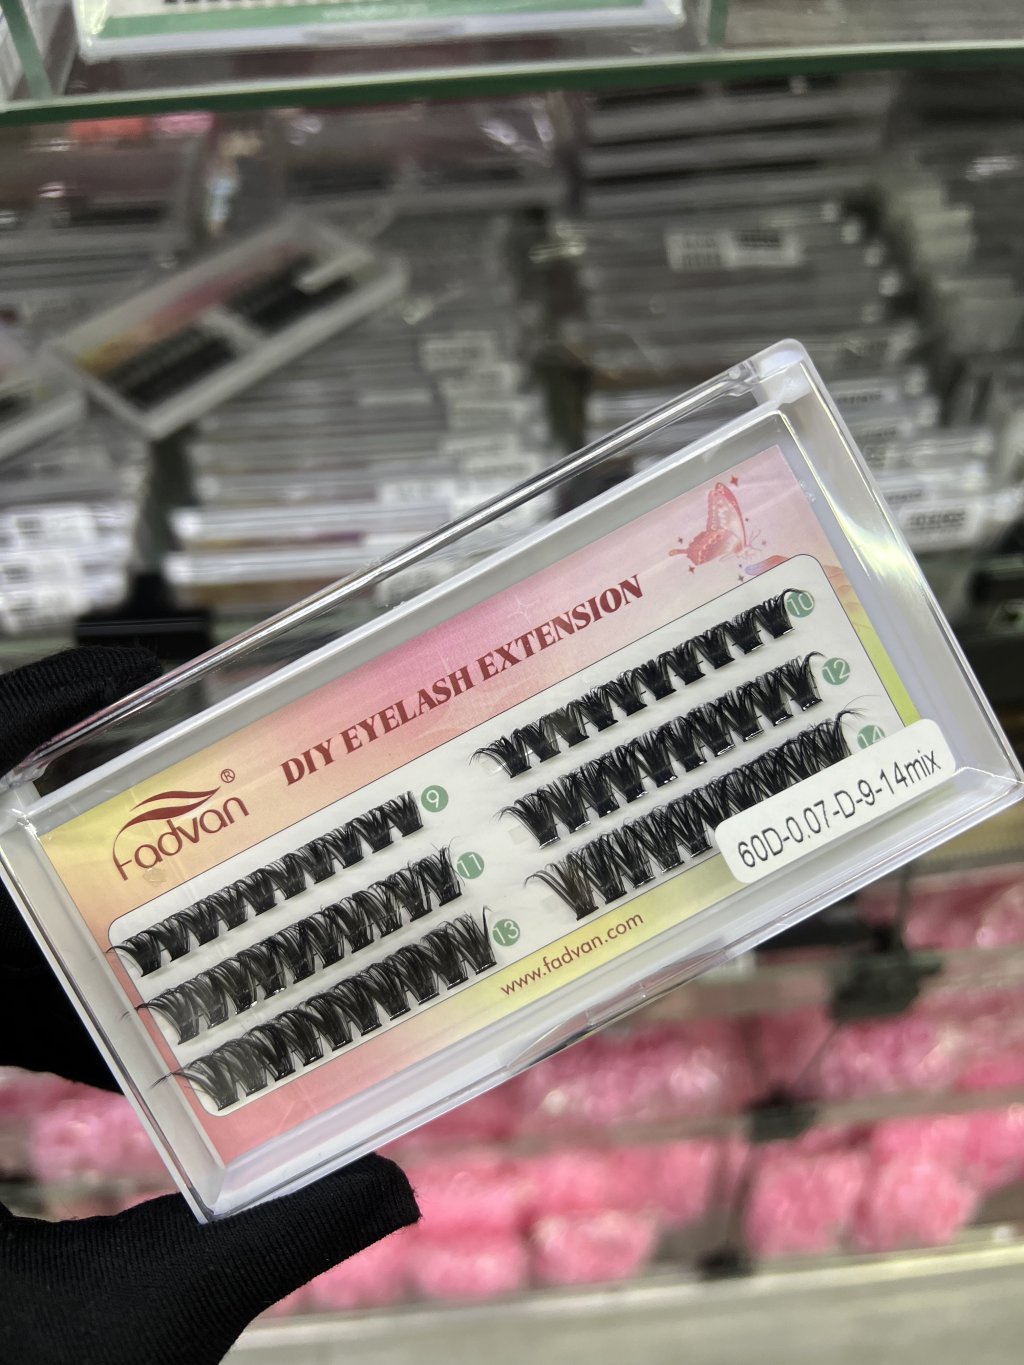 Fadvan®
DIY EYELASH EXTENSION
9
10
11
12
13
14
60D-0.07-D-9-14mix
www.fadvan.com